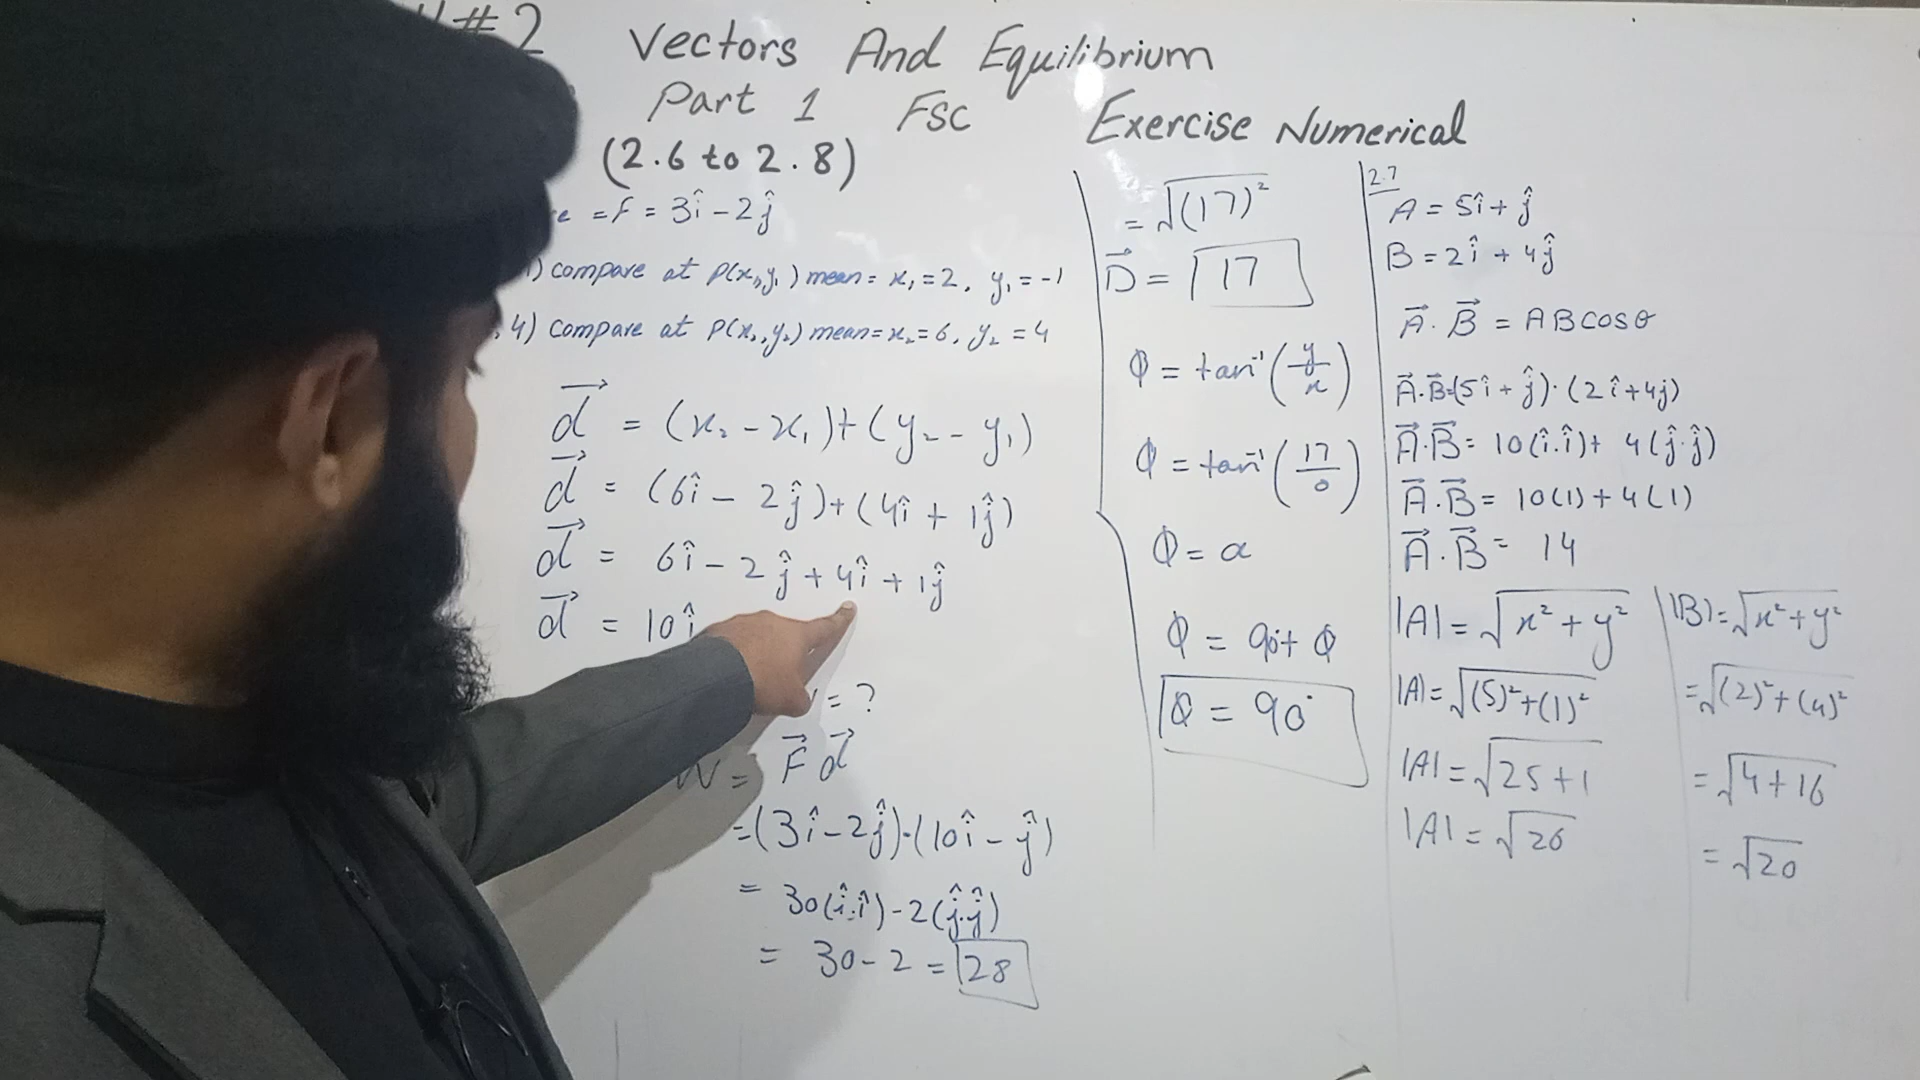 #2 Vectors And Equilibrium
Part 1 FSC Exercise Numerical
(2.6 to 2.8)
= F = 3î - 2ĵ
) compare at P(x₁,y₁) mean = x₁ = 2, y₁ = -1
, 4) compare at P(x₂,y₂) mean = x₂ = 6, y₂ = 4
d⃗ = (x₂ - x₁) + (y₂ - y₁)
d⃗ = (6î - 2ĵ) + (4î + 1ĵ)
d⃗ = 6î - 2ĵ + 4î + 1ĵ
d⃗ = 10î
= ?
W = F⃗ d⃗
= (3î - 2ĵ)·(10î - ĵ)
= 30(î.î) - 2(ĵ.ĵ)
= 30 - 2 = 28
= √(17)²
D⃗ = 17
Φ = tan⁻¹(y/x)
Φ = tan⁻¹(17/0)
Φ = α
Φ = 90° + Φ
Φ = 90°
2.7
A = 5î + ĵ
B = 2î + 4ĵ
A⃗ . B⃗ = AB cos θ
A⃗.B⃗ = (5î + ĵ)·(2î + 4j)
A⃗.B⃗ = 10(î.î) + 4(ĵ.ĵ)
A⃗.B⃗ = 10(1) + 4(1)
A⃗.B⃗ = 14
|A| = √x² + y²
|A| = √(5)² + (1)²
|A| = √25 + 1
|A| = √26
|B| = √x² + y²
= √(2)² + (4)²
= √4 + 16
= √20